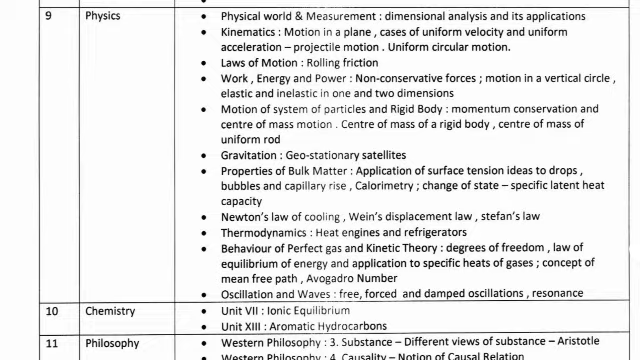 9 Physics • Physical world & Measurement : dimensional analysis and its applications
• Kinematics : Motion in a plane , cases of uniform velocity and uniform
acceleration – projectile motion . Uniform circular motion.
• Laws of Motion : Rolling friction
• Work , Energy and Power : Non-conservative forces ; motion in a vertical circle ,
elastic and inelastic in one and two dimensions
• Motion of system of particles and Rigid Body : momentum conservation and
centre of mass motion . Centre of mass of a rigid body , centre of mass of
uniform rod
• Gravitation : Geo-stationary satellites
• Properties of Bulk Matter : Application of surface tension ideas to drops ,
bubbles and capillary rise , Calorimetry ; change of state – specific latent heat
capacity
• Newton's law of cooling , Wein's displacement law , stefan's law
• Thermodynamics : Heat engines and refrigerators
• Behaviour of Perfect gas and Kinetic Theory : degrees of freedom , law of
equilibrium of energy and application to specific heats of gases ; concept of
mean free path , Avogadro Number
• Oscillation and Waves : free, forced and damped oscillations , resonance
10 Chemistry • Unit VII : Ionic Equilibrium
• Unit XIII : Aromatic Hydrocarbons
11 Philosophy • Western Philosophy : 3. Substance – Different views of substance – Aristotle
• Western Philosophy : 4. Causality – Notion of Causal Relation